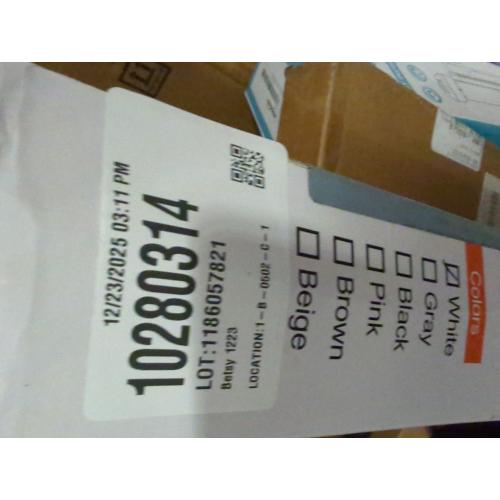 12/23/2025 03:11 PM
10280314
LOT:1186057821
Betsy 1223
LOCATION:1-B-0602-C-1
Colors
White
Gray
Black
Pink
Brown
Beige